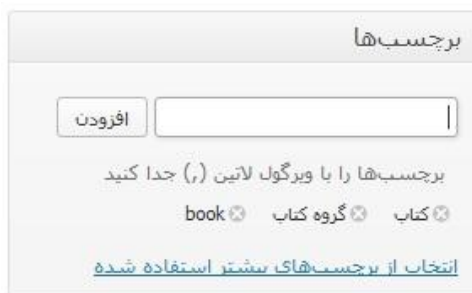 برچسب‌ها
افزودن
برچسب‌ها را با ویرگول لاتین (,) جدا کنید
کتاب گروه کتاب book
انتخاب از برچسب‌های بیشتر استفاده شده